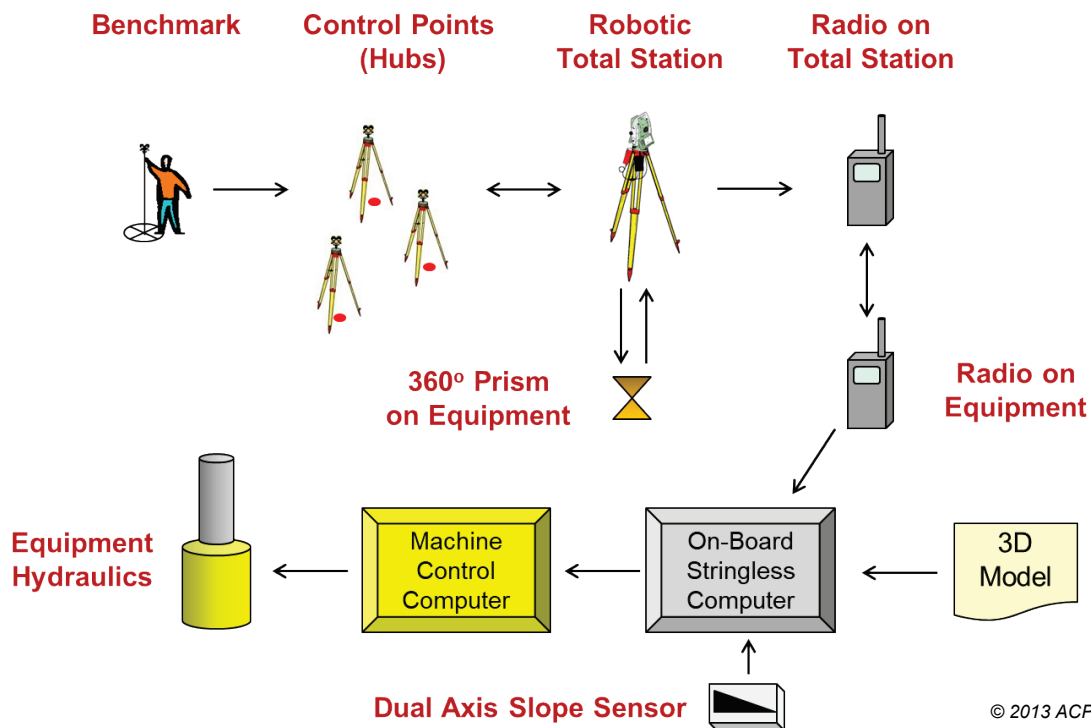 Benchmark
Control Points
(Hubs)
Robotic
Total Station
Radio on
Total Station
360º Prism
on Equipment
Radio on
Equipment
Equipment
Hydraulics
Machine
Control
Computer
On-Board
Stringless
Computer
3D
Model
Dual Axis Slope Sensor
© 2013 ACP